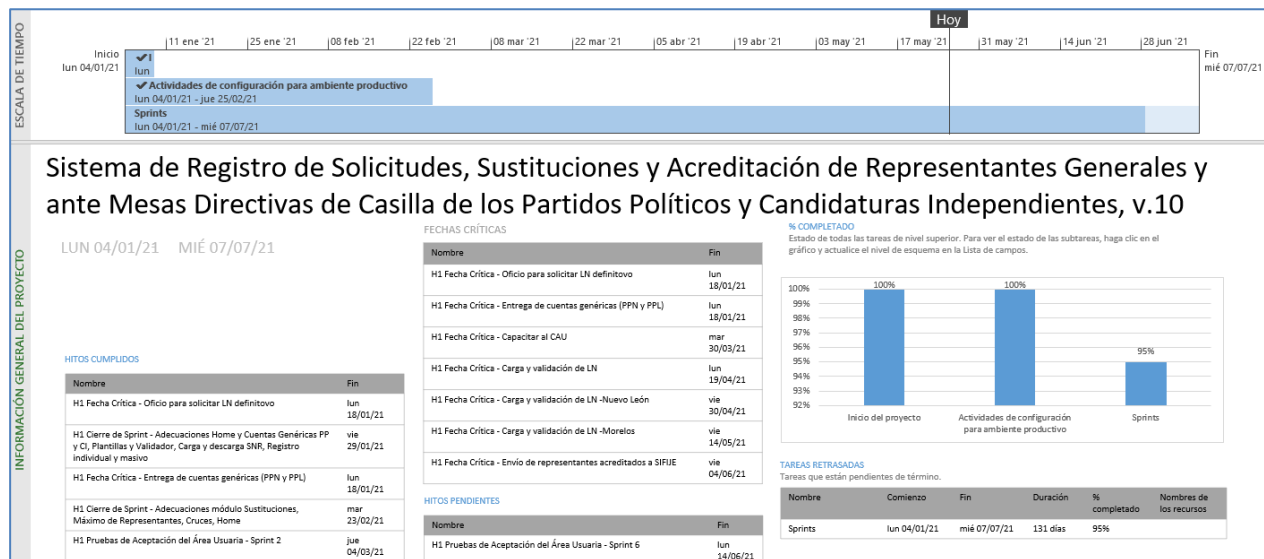 ESCALA DE TIEMPO
Hoy
11 ene '21 25 ene '21 08 feb '21 22 feb '21 08 mar '21 22 mar '21 05 abr '21 19 abr '21 03 may '21 17 may '21 31 may '21 14 jun '21 28 jun '21
Inicio
lun 04/01/21
Fin
mié 07/07/21
✔I
lun
✔Actividades de configuración para ambiente productivo
lun 04/01/21 - jue 25/02/21
Sprints
lun 04/01/21 - mié 07/07/21
INFORMACIÓN GENERAL DEL PROYECTO
Sistema de Registro de Solicitudes, Sustituciones y Acreditación de Representantes Generales y
ante Mesas Directivas de Casilla de los Partidos Políticos y Candidaturas Independientes, v.10
LUN 04/01/21 MIÉ 07/07/21
HITOS CUMPLIDOS
Nombre Fin
H1 Fecha Crítica - Oficio para solicitar LN definitovo lun
18/01/21
H1 Cierre de Sprint - Adecuaciones Home y Cuentas Genéricas PP vie
y CI, Plantillas y Validador, Carga y descarga SNR, Registro 29/01/21
individual y masivo
H1 Fecha Crítica - Entrega de cuentas genéricas (PPN y PPL) lun
18/01/21
H1 Cierre de Sprint - Adecuaciones módulo Sustituciones, mar
Máximo de Representantes, Cruces, Home 23/02/21
H1 Pruebas de Aceptación del Área Usuaria - Sprint 2 jue
04/03/21
FECHAS CRÍTICAS
Nombre Fin
H1 Fecha Crítica - Oficio para solicitar LN definitovo lun
18/01/21
H1 Fecha Crítica - Entrega de cuentas genéricas (PPN y PPL) lun
18/01/21
H1 Fecha Crítica - Capacitar al CAU mar
30/03/21
H1 Fecha Crítica - Carga y validación de LN lun
19/04/21
H1 Fecha Crítica - Carga y validación de LN -Nuevo León vie
30/04/21
H1 Fecha Crítica - Carga y validación de LN -Morelos vie
14/05/21
H1 Fecha Crítica - Envío de representantes acreditados a SIFIJE vie
04/06/21
HITOS PENDIENTES
Nombre Fin
H1 Pruebas de Aceptación del Área Usuaria - Sprint 6 lun
14/06/21
% COMPLETADO
Estado de todas las tareas de nivel superior. Para ver el estado de las subtareas, haga clic en el
gráfico y actualice el nivel de esquema en la Lista de campos.
100%
99%
98%
97%
96%
95%
94%
93%
92%
100% 100% 95%
Inicio del proyecto Actividades de configuración Sprints
para ambiente productivo
TAREAS RETRASADAS
Tareas que están pendientes de término.
Nombre Comienzo Fin Duración % Nombres de
completado los recursos
Sprints lun 04/01/21 mié 07/07/21 131 días 95%